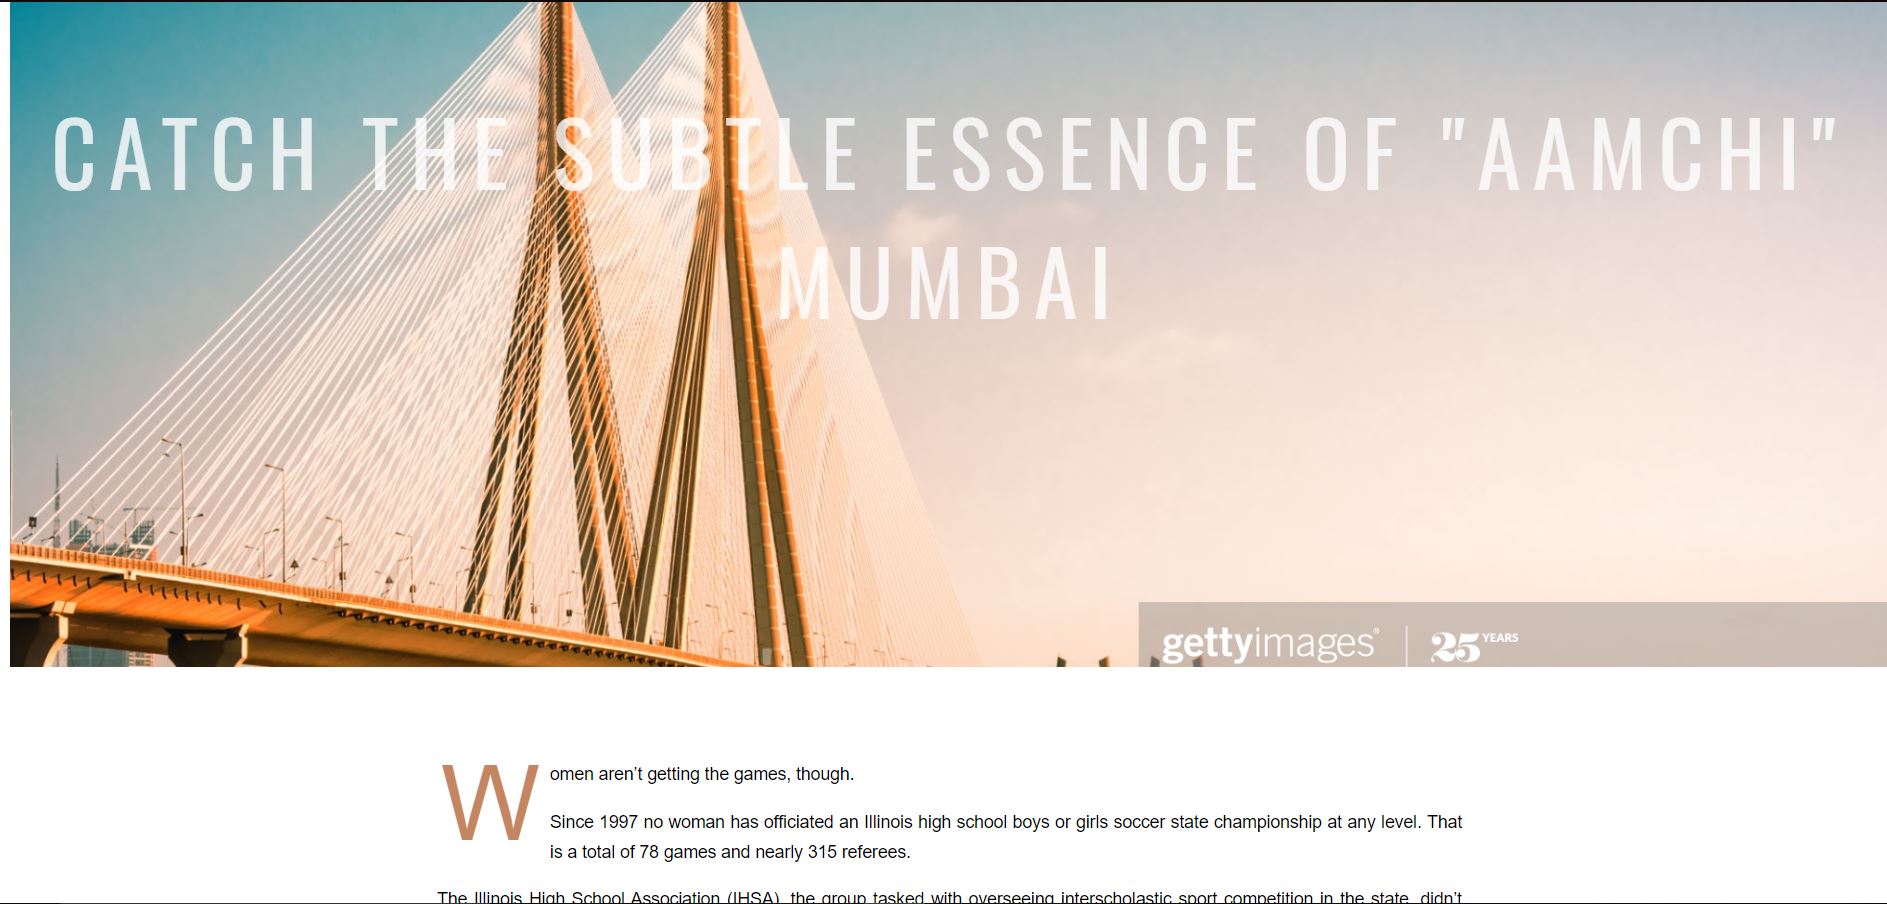 CATCH THE SUBTLE ESSENCE OF "AAMCHI"
MUMBAI
gettyimages® | 25 YEARS
Women aren’t getting the games, though.
Since 1997 no woman has officiated an Illinois high school boys or girls soccer state championship at any level. That
is a total of 78 games and nearly 315 referees.
The Illinois High School Association (IHSA), the group tasked with overseeing interscholastic sport competition in the state, didn’t